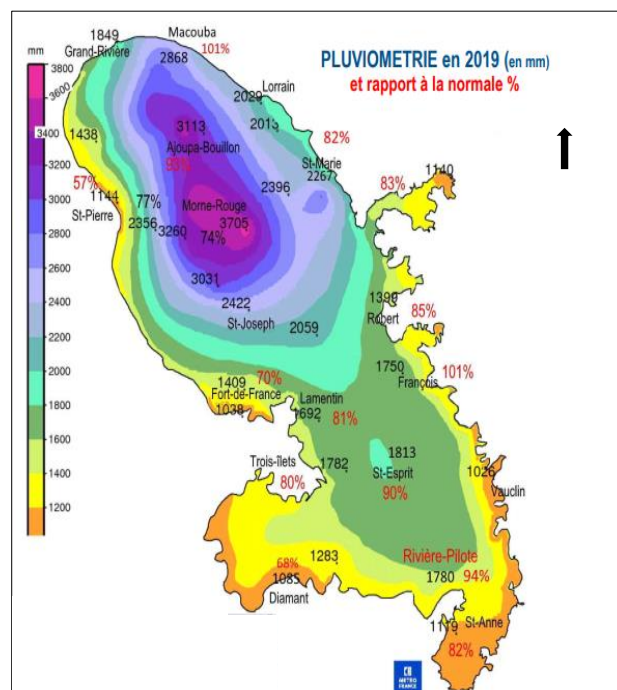 PLUVIOMETRIE en 2019 (en mm)
et rapport à la normale %
mm
3800
3600
3400
3200
3000
2800
2600
2400
2200
2000
1800
1600
1400
1200
1849
Macouba
Grand-Rivière
101%
2868
Lorrain
2029
1438
3113
Ajoupa-Bouillon
93%
82%
St-Marie
2267
1140
83%
57%
1144
St-Pierre
77%
2396
Morne-Rouge
2356
3260
3705
74%
3031
2422
St-Joseph
2059
1399
Robert
85%
1750
François
101%
1409
70%
Fort-de-France
1038
Lamentin
1692
81%
Trois-îlets
1782
1813
St-Esprit
80%
90%
1026
Vauclin
68%
1283
1085
Diamant
Rivière-Pilote
1780
94%
1119
St-Anne
82%
METEO
FRANCE